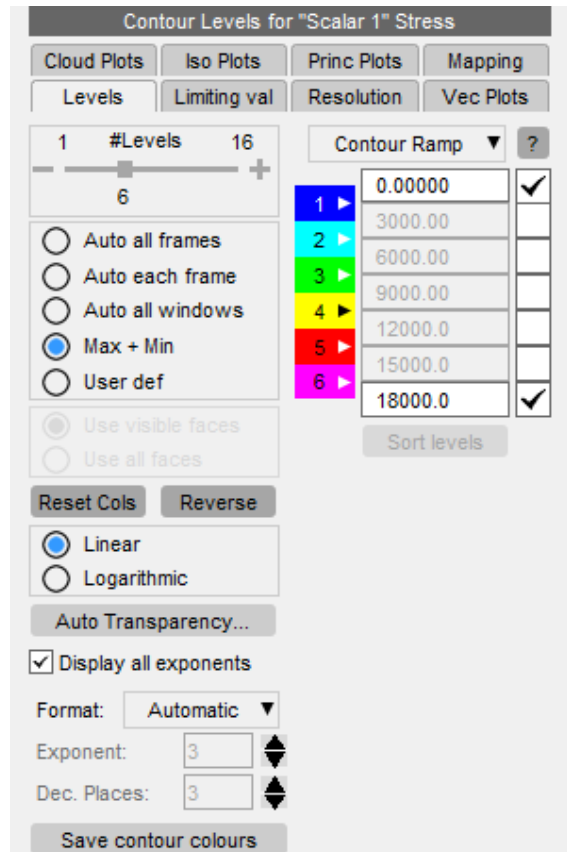 Contour Levels for "Scalar 1" Stress
Cloud Plots Iso Plots Princ Plots Mapping
Levels Limiting val Resolution Vec Plots
1 #Levels 16
6
Auto all frames
Auto each frame
Auto all windows
Max + Min
User def
Use visible faces
Use all faces
Reset Cols Reverse
Linear
Logarithmic
Auto Transparency...
Display all exponents
Format: Automatic
Exponent: 3
Dec. Places: 3
Save contour colours
Contour Ramp ?
0.00000
1
3000.00
2
6000.00
3
9000.00
4
12000.0
5
15000.0
6
18000.0
Sort levels